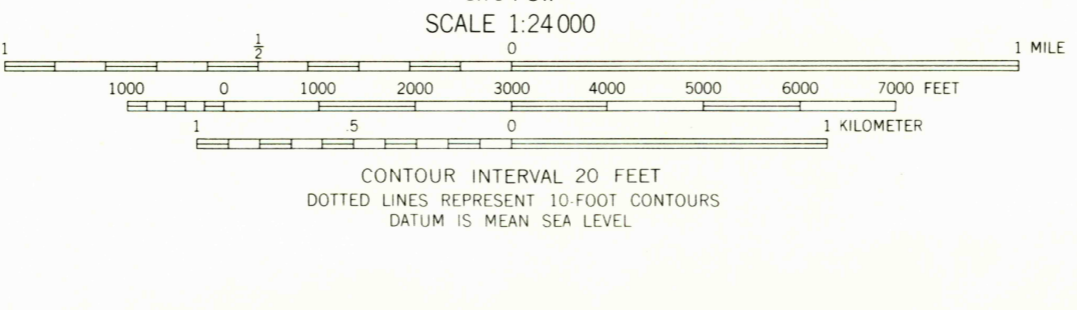 SCALE 1:24 000
1 1/2 0 1 MILE
1000 0 1000 2000 3000 4000 5000 6000 7000 FEET
1 .5 0 1 KILOMETER
CONTOUR INTERVAL 20 FEET
DOTTED LINES REPRESENT 10-FOOT CONTOURS
DATUM IS MEAN SEA LEVEL